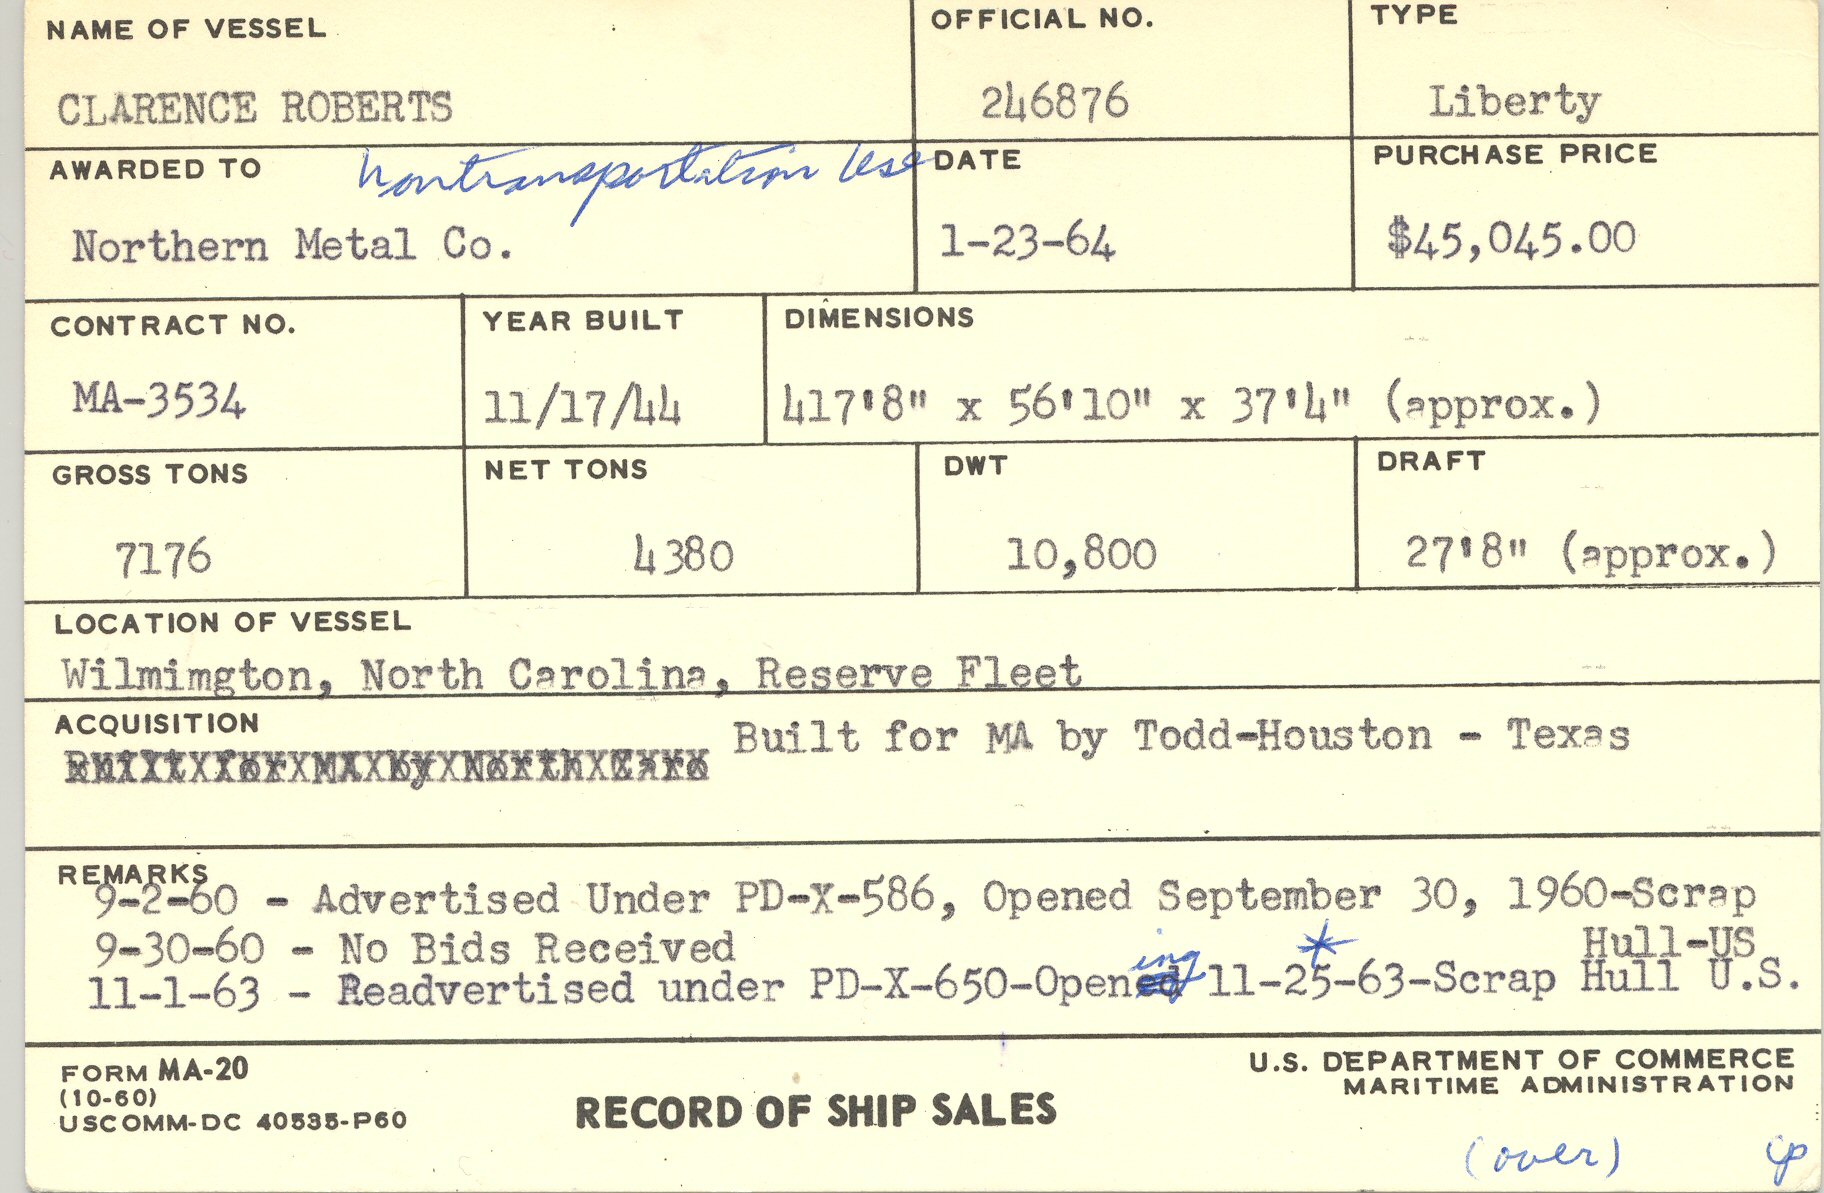 NAME OF VESSEL
OFFICIAL NO.
TYPE
CLARENCE ROBERTS
246876
Liberty
AWARDED TO
Nontransportation Use
DATE
PURCHASE PRICE
Northern Metal Co.
1-23-64
$45,045.00
CONTRACT NO.
YEAR BUILT
DIMENSIONS
MA-3534
11/17/44
417'8" x 56'10" x 37'4" (approx.)
GROSS TONS
NET TONS
DWT
DRAFT
7176
4380
10,800
27'8" (approx.)
LOCATION OF VESSEL
Wilmimgton, North Carolina, Reserve Fleet
ACQUISITION
Built for MA by Todd-Houston - Texas
REMARKS
9-2-60 - Advertised Under PD-X-586, Opened September 30, 1960-Scrap
9-30-60 - No Bids Received Hull-US
11-1-63 - Readvertised under PD-X-650-Opening 11-25-63-Scrap Hull U.S.
*
FORM MA-20
(10-60)
USCOMM-DC 40535-P60
RECORD OF SHIP SALES
U.S. DEPARTMENT OF COMMERCE
MARITIME ADMINISTRATION
(over)